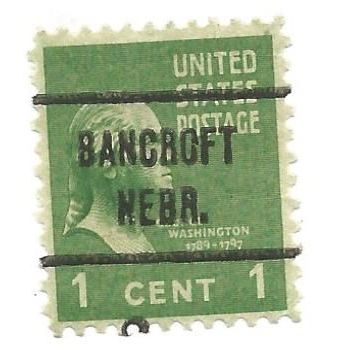 UNITED
STATES
POSTAGE
BANCROFT
NEBR.
WASHINGTON
1789-1797
1 CENT 1